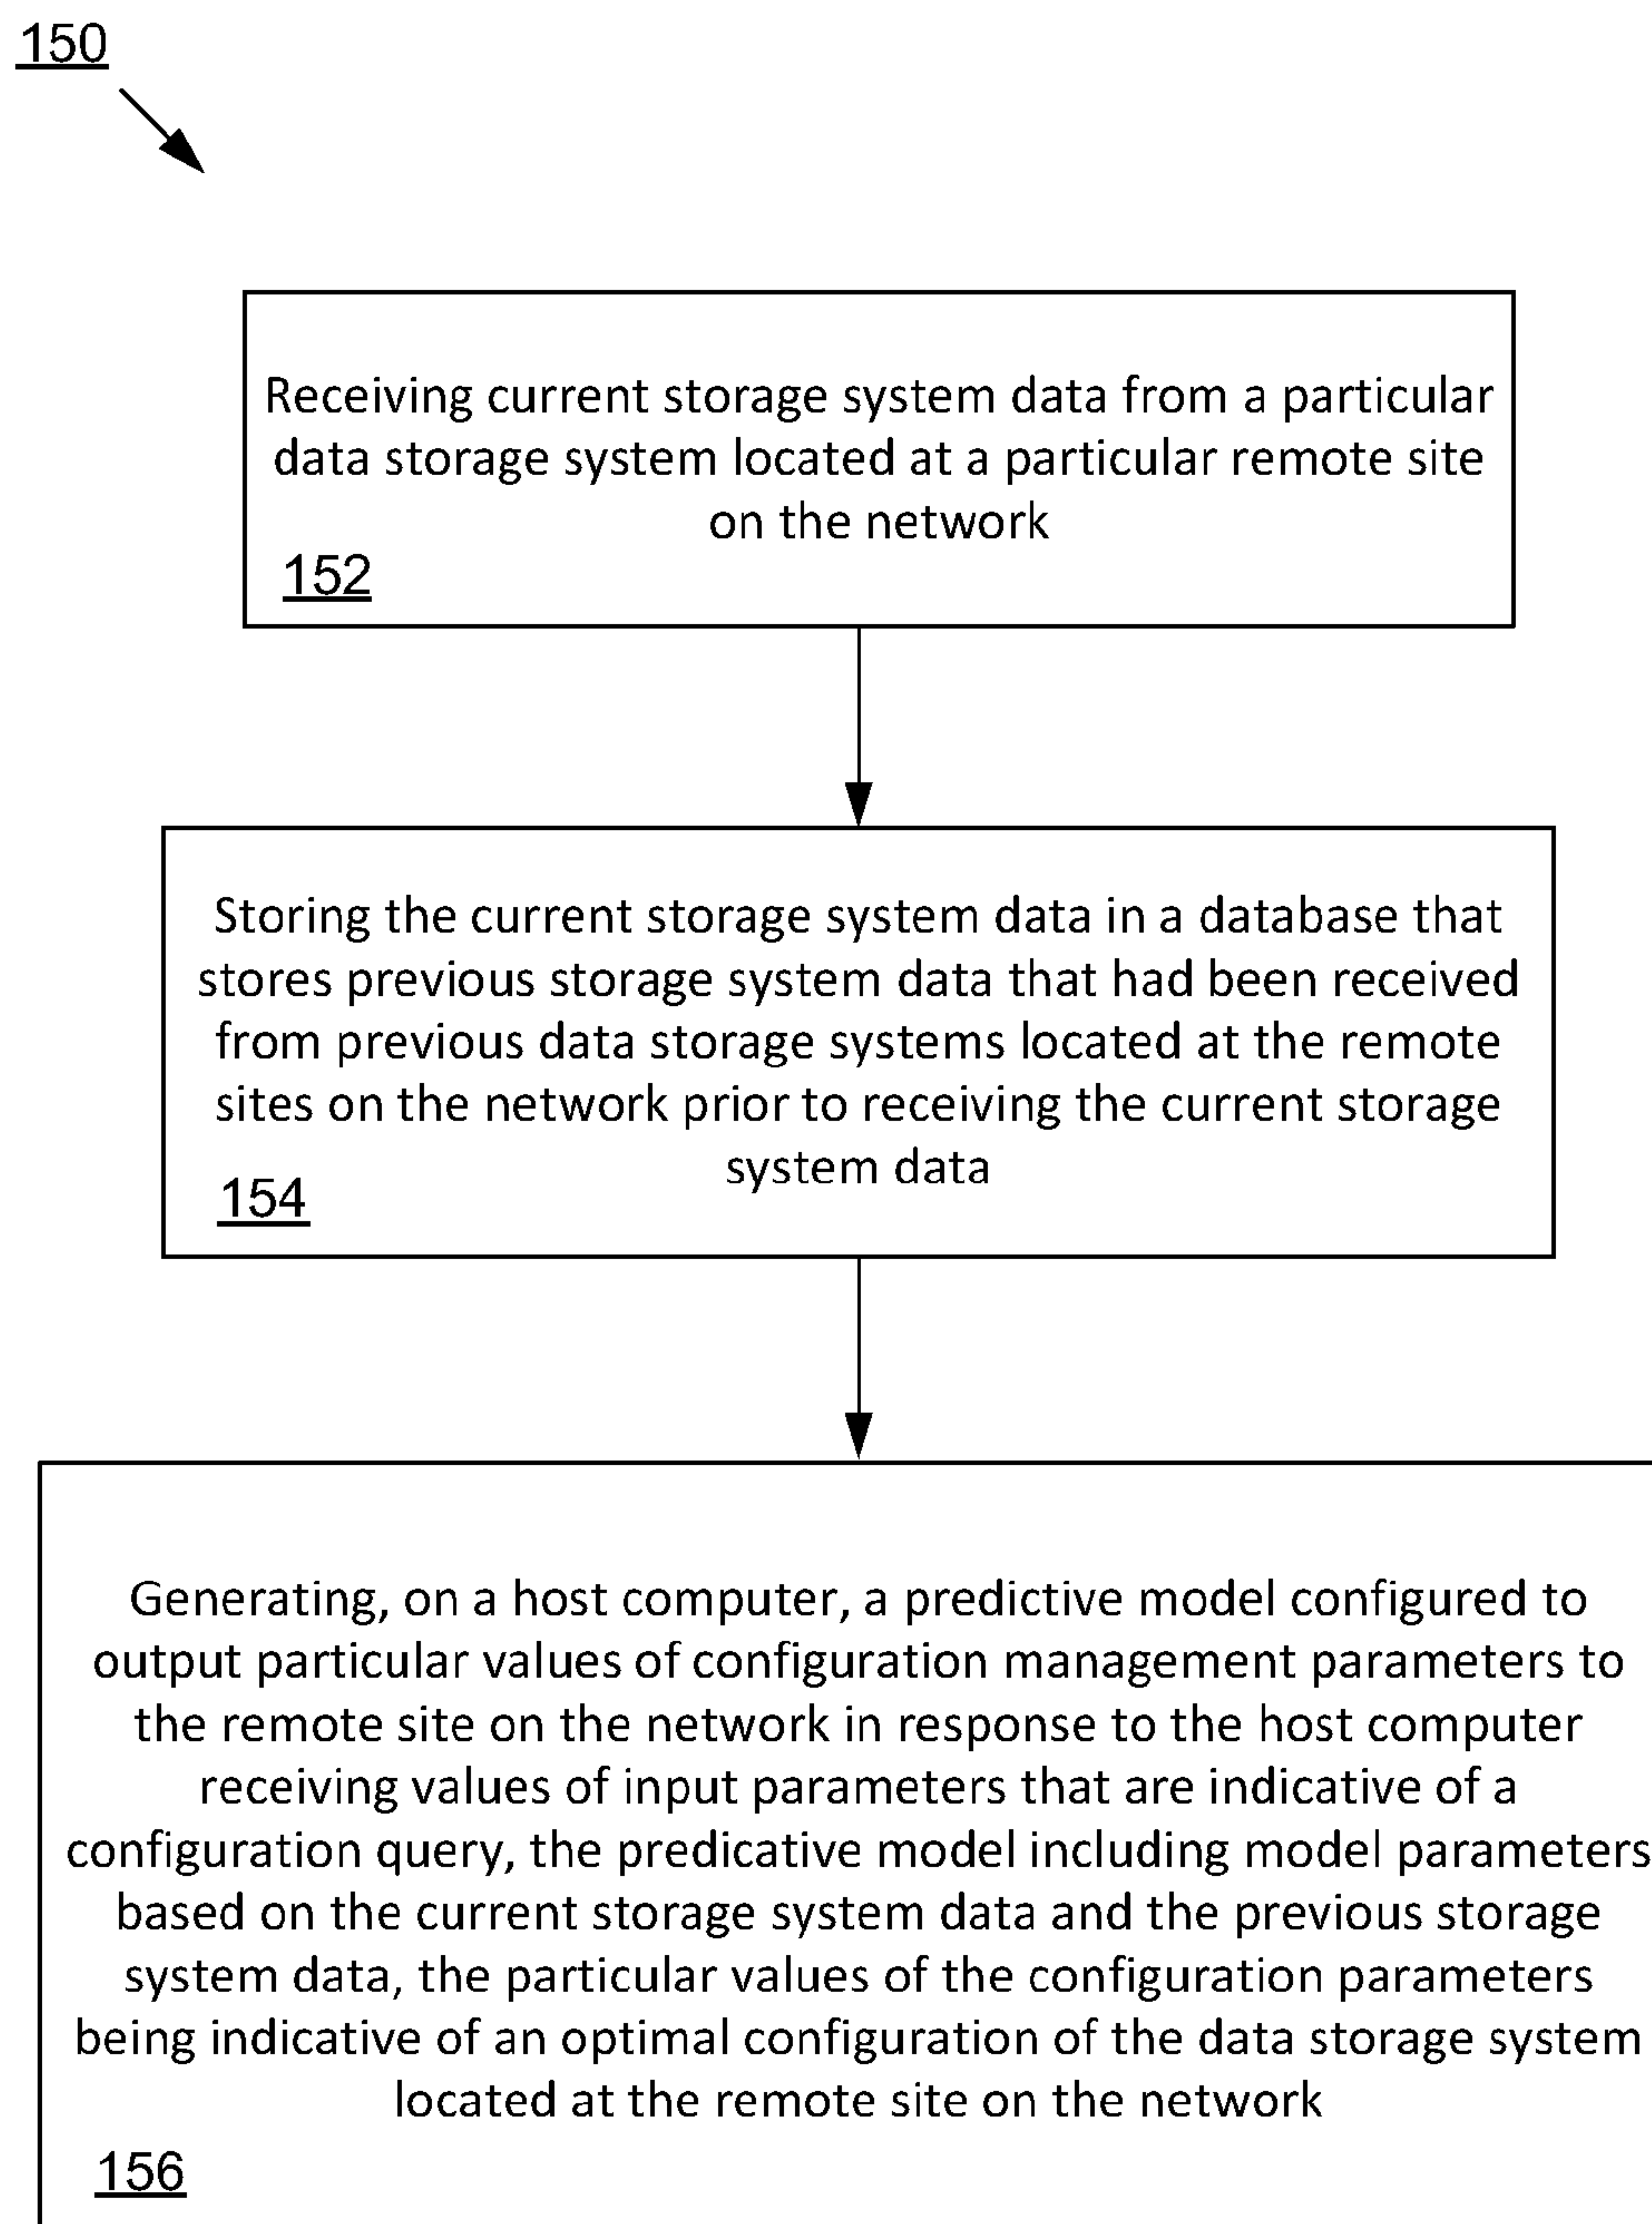 150
Receiving current storage system data from a particular
data storage system located at a particular remote site
on the network
152
Storing the current storage system data in a database that
stores previous storage system data that had been received
from previous data storage systems located at the remote
sites on the network prior to receiving the current storage
system data
154
Generating, on a host computer, a predictive model configured to
output particular values of configuration management parameters to
the remote site on the network in response to the host computer
receiving values of input parameters that are indicative of a
configuration query, the predicative model including model parameters
based on the current storage system data and the previous storage
system data, the particular values of the configuration parameters
being indicative of an optimal configuration of the data storage system
located at the remote site on the network
156